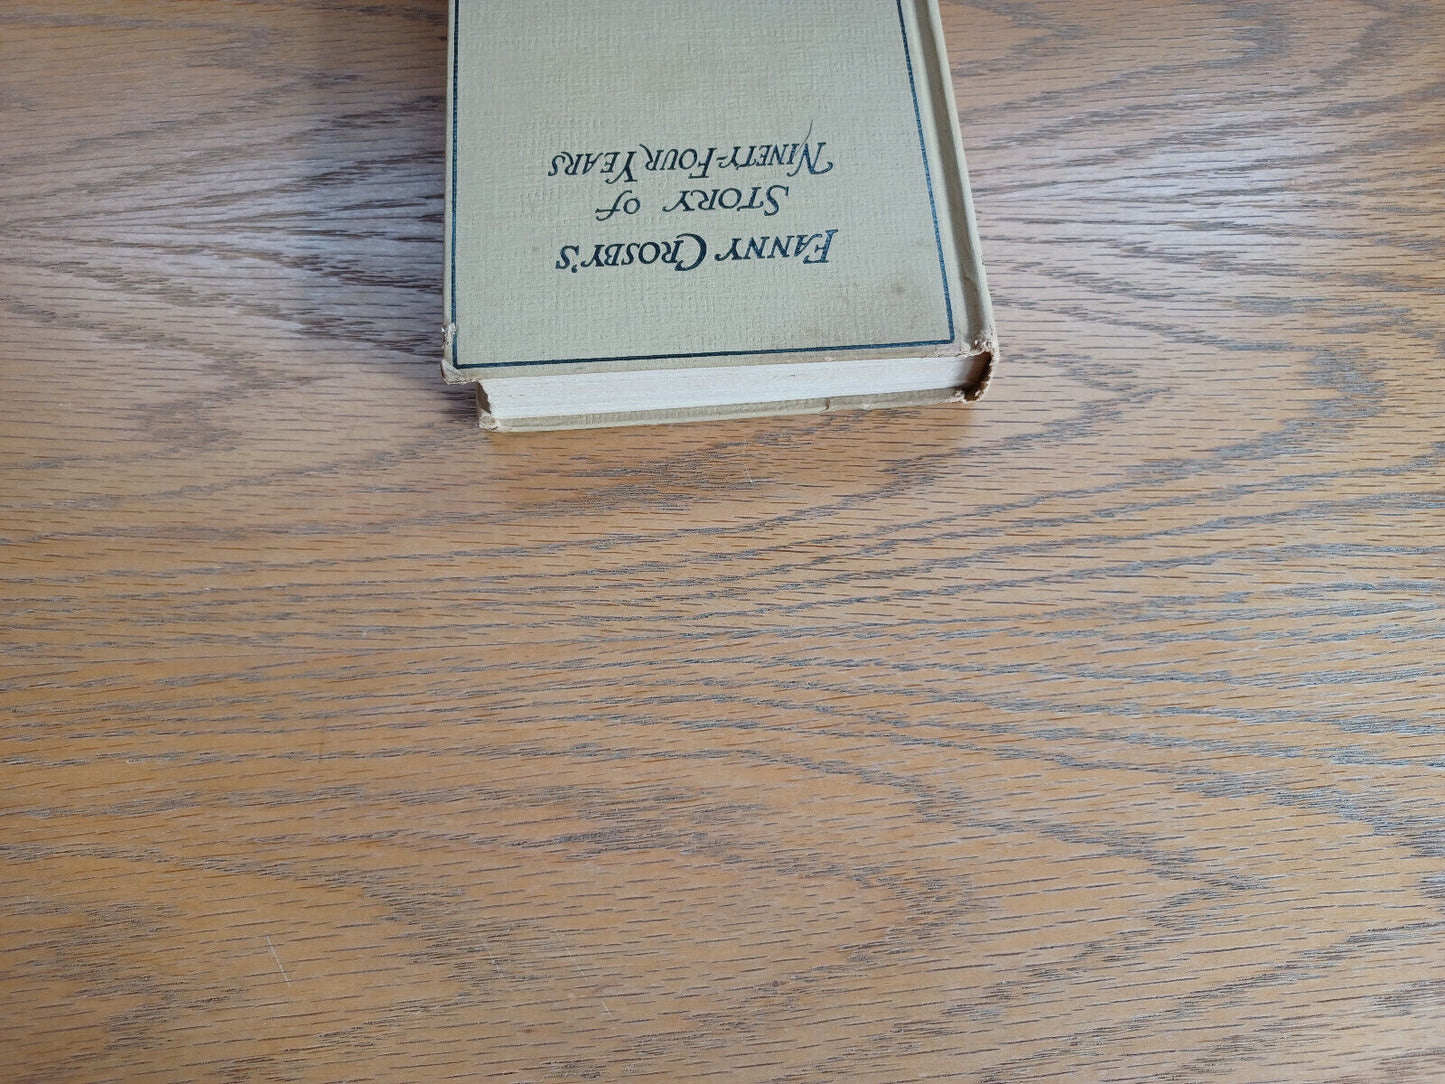 Fanny Crosby's
Story of
Ninety-Four Years